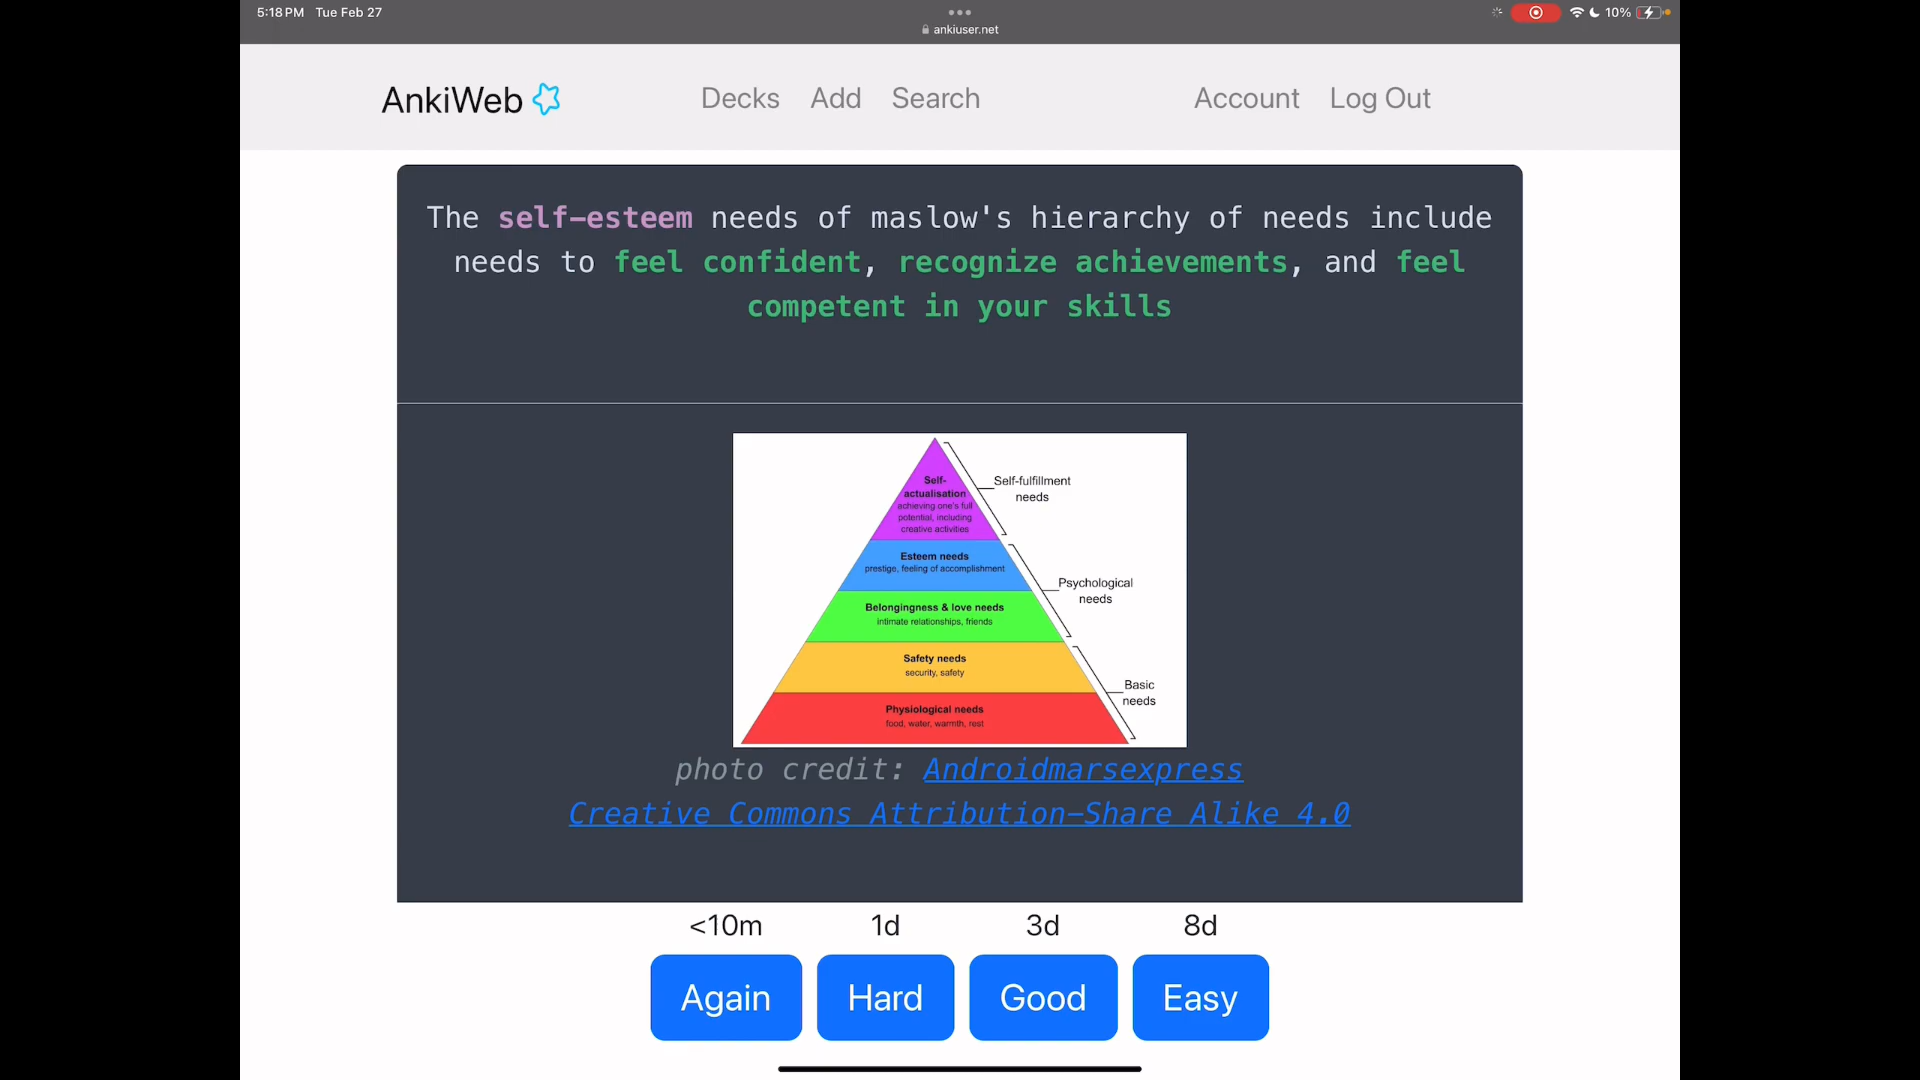 5:18 PM Tue Feb 27
10%
ankiuser.net
AnkiWeb Decks Add Search Account Log Out
The self-esteem needs of maslow's hierarchy of needs include
needs to feel confident, recognize achievements, and feel
competent in your skills
Self-
actualisation
achieving one's full
potential, including
creative activities
Self-fulfillment
needs
Esteem needs
prestige, feeling of accomplishment
Psychological
needs
Belongingness & love needs
intimate relationships, friends
Safety needs
security, safety
Basic
needs
Physiological needs
food, water, warmth, rest
photo credit: Androidmarsexpress
Creative Commons Attribution-Share Alike 4.0
<10m 1d 3d 8d
Again Hard Good Easy